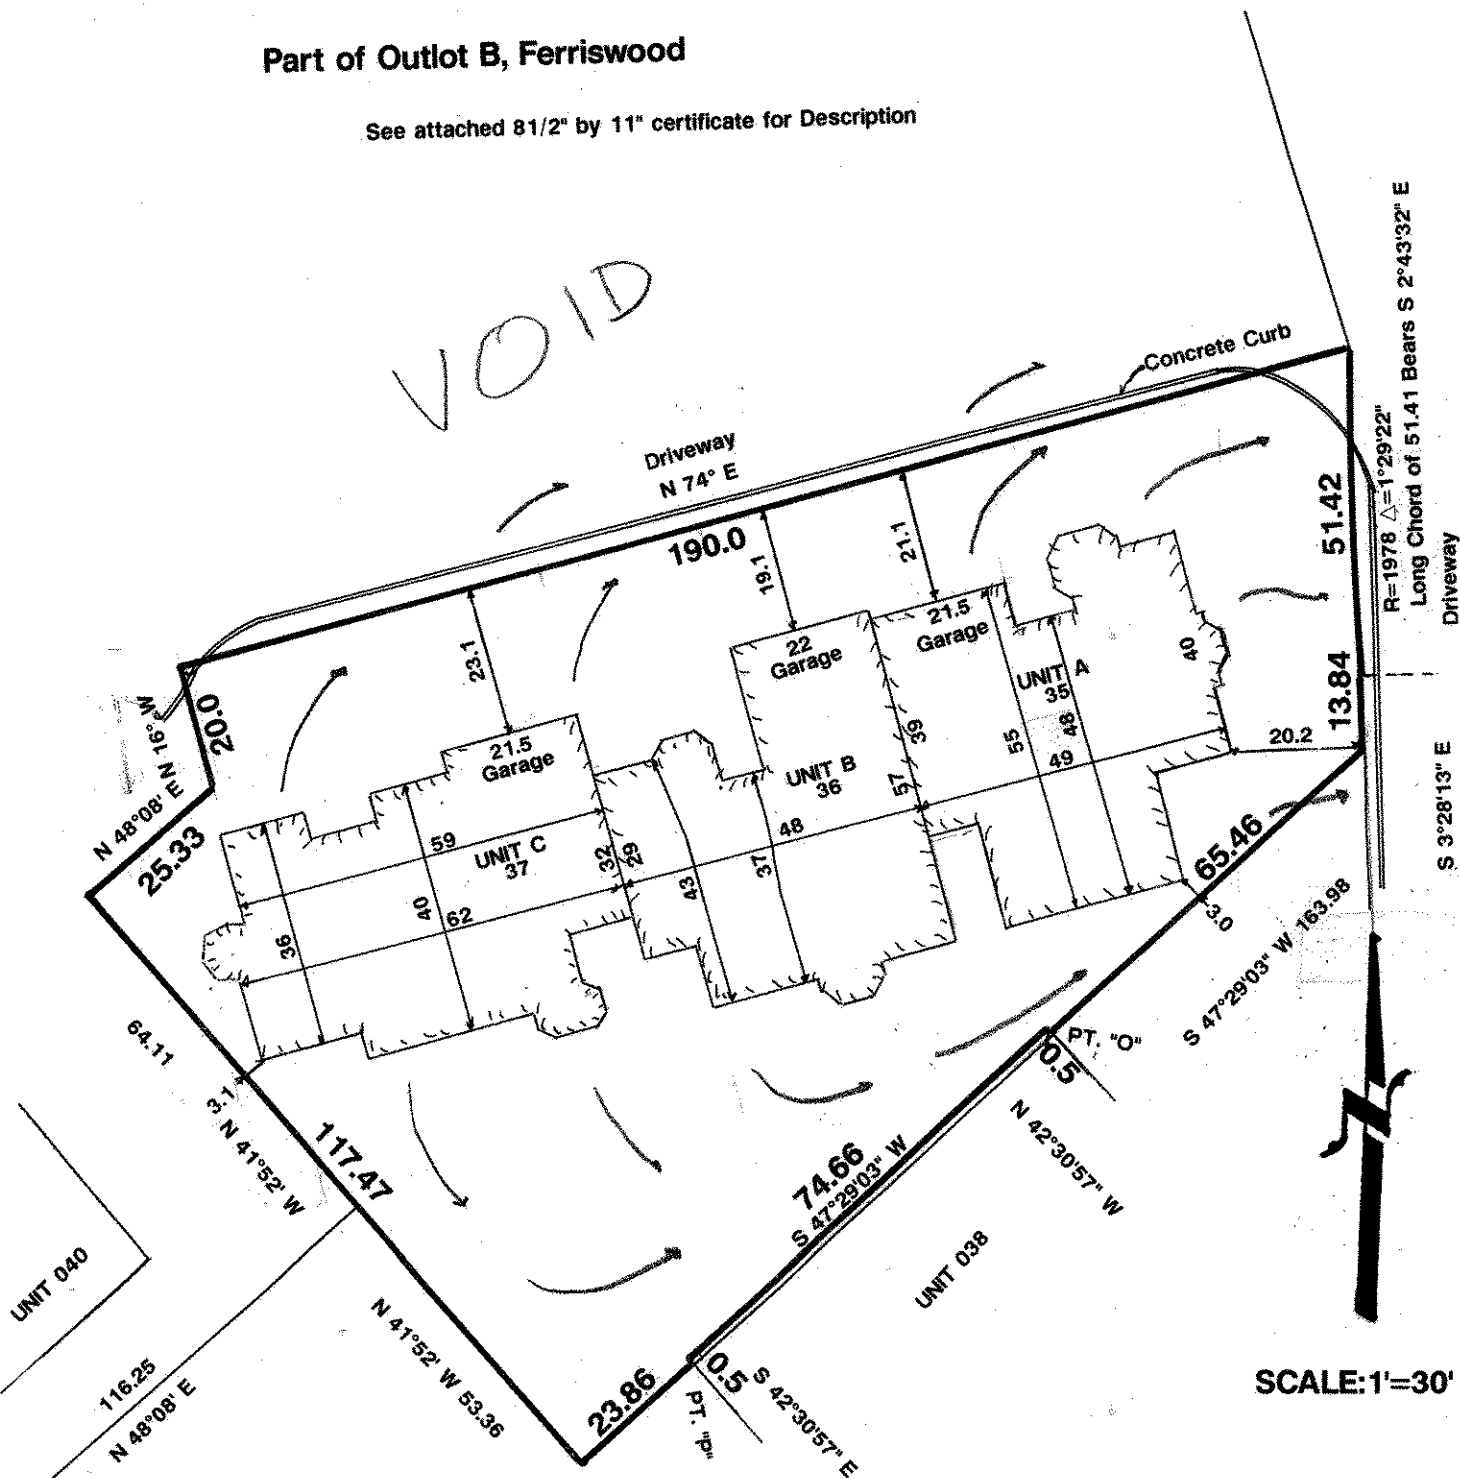 Part of Outlot B, Ferriswood
See attached 81/2" by 11" certificate for Description
VOID
Concrete Curb
Driveway
N 74° E
190.0
R=1978 △=1°29'22"
Long Chord of 51.41 Bears S 2°43'32" E
Driveway
51.42
13.84
S 3°28'13" E
20.2
23.1
19.1
21.1
20.0
N 16° W
N 48°08' E
25.33
21.5
Garage
22
Garage
21.5
Garage
UNIT A
35
40
55
48
49
39
57
UNIT B
36
48
37
43
29
32
59
UNIT C
37
40
62
36
65.46
3.0
S 47°29'03" W 163.98
PT. "O"
0.5
N 42°30'57" W
74.66
S 47°29'03" W
UNIT 038
64.11
3.1
N 41°52' W
117.47
UNIT 040
116.25
N 48°08' E
N 41°52' W 53.36
23.86
0.5
PT. "P"
S 42°30'57" E
N
SCALE:1'=30'